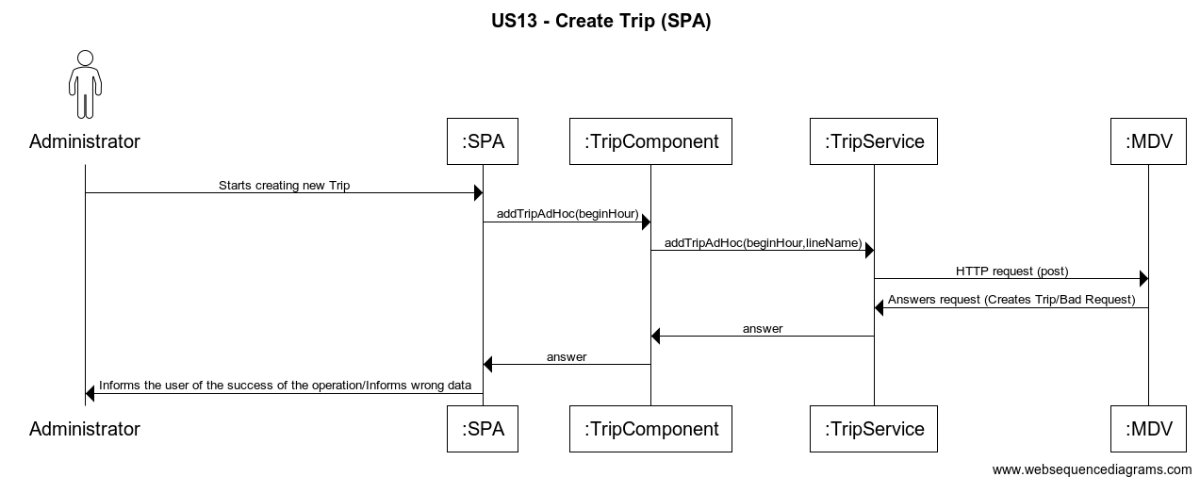 US13 - Create Trip (SPA)
Administrator
:SPA
:TripComponent
:TripService
:MDV
Starts creating new Trip
addTripAdHoc(beginHour)
addTripAdHoc(beginHour,lineName)
HTTP request (post)
Answers request (Creates Trip/Bad Request)
answer
answer
Informs the user of the success of the operation/Informs wrong data
Administrator
:SPA
:TripComponent
:TripService
:MDV
www.websequencediagrams.com